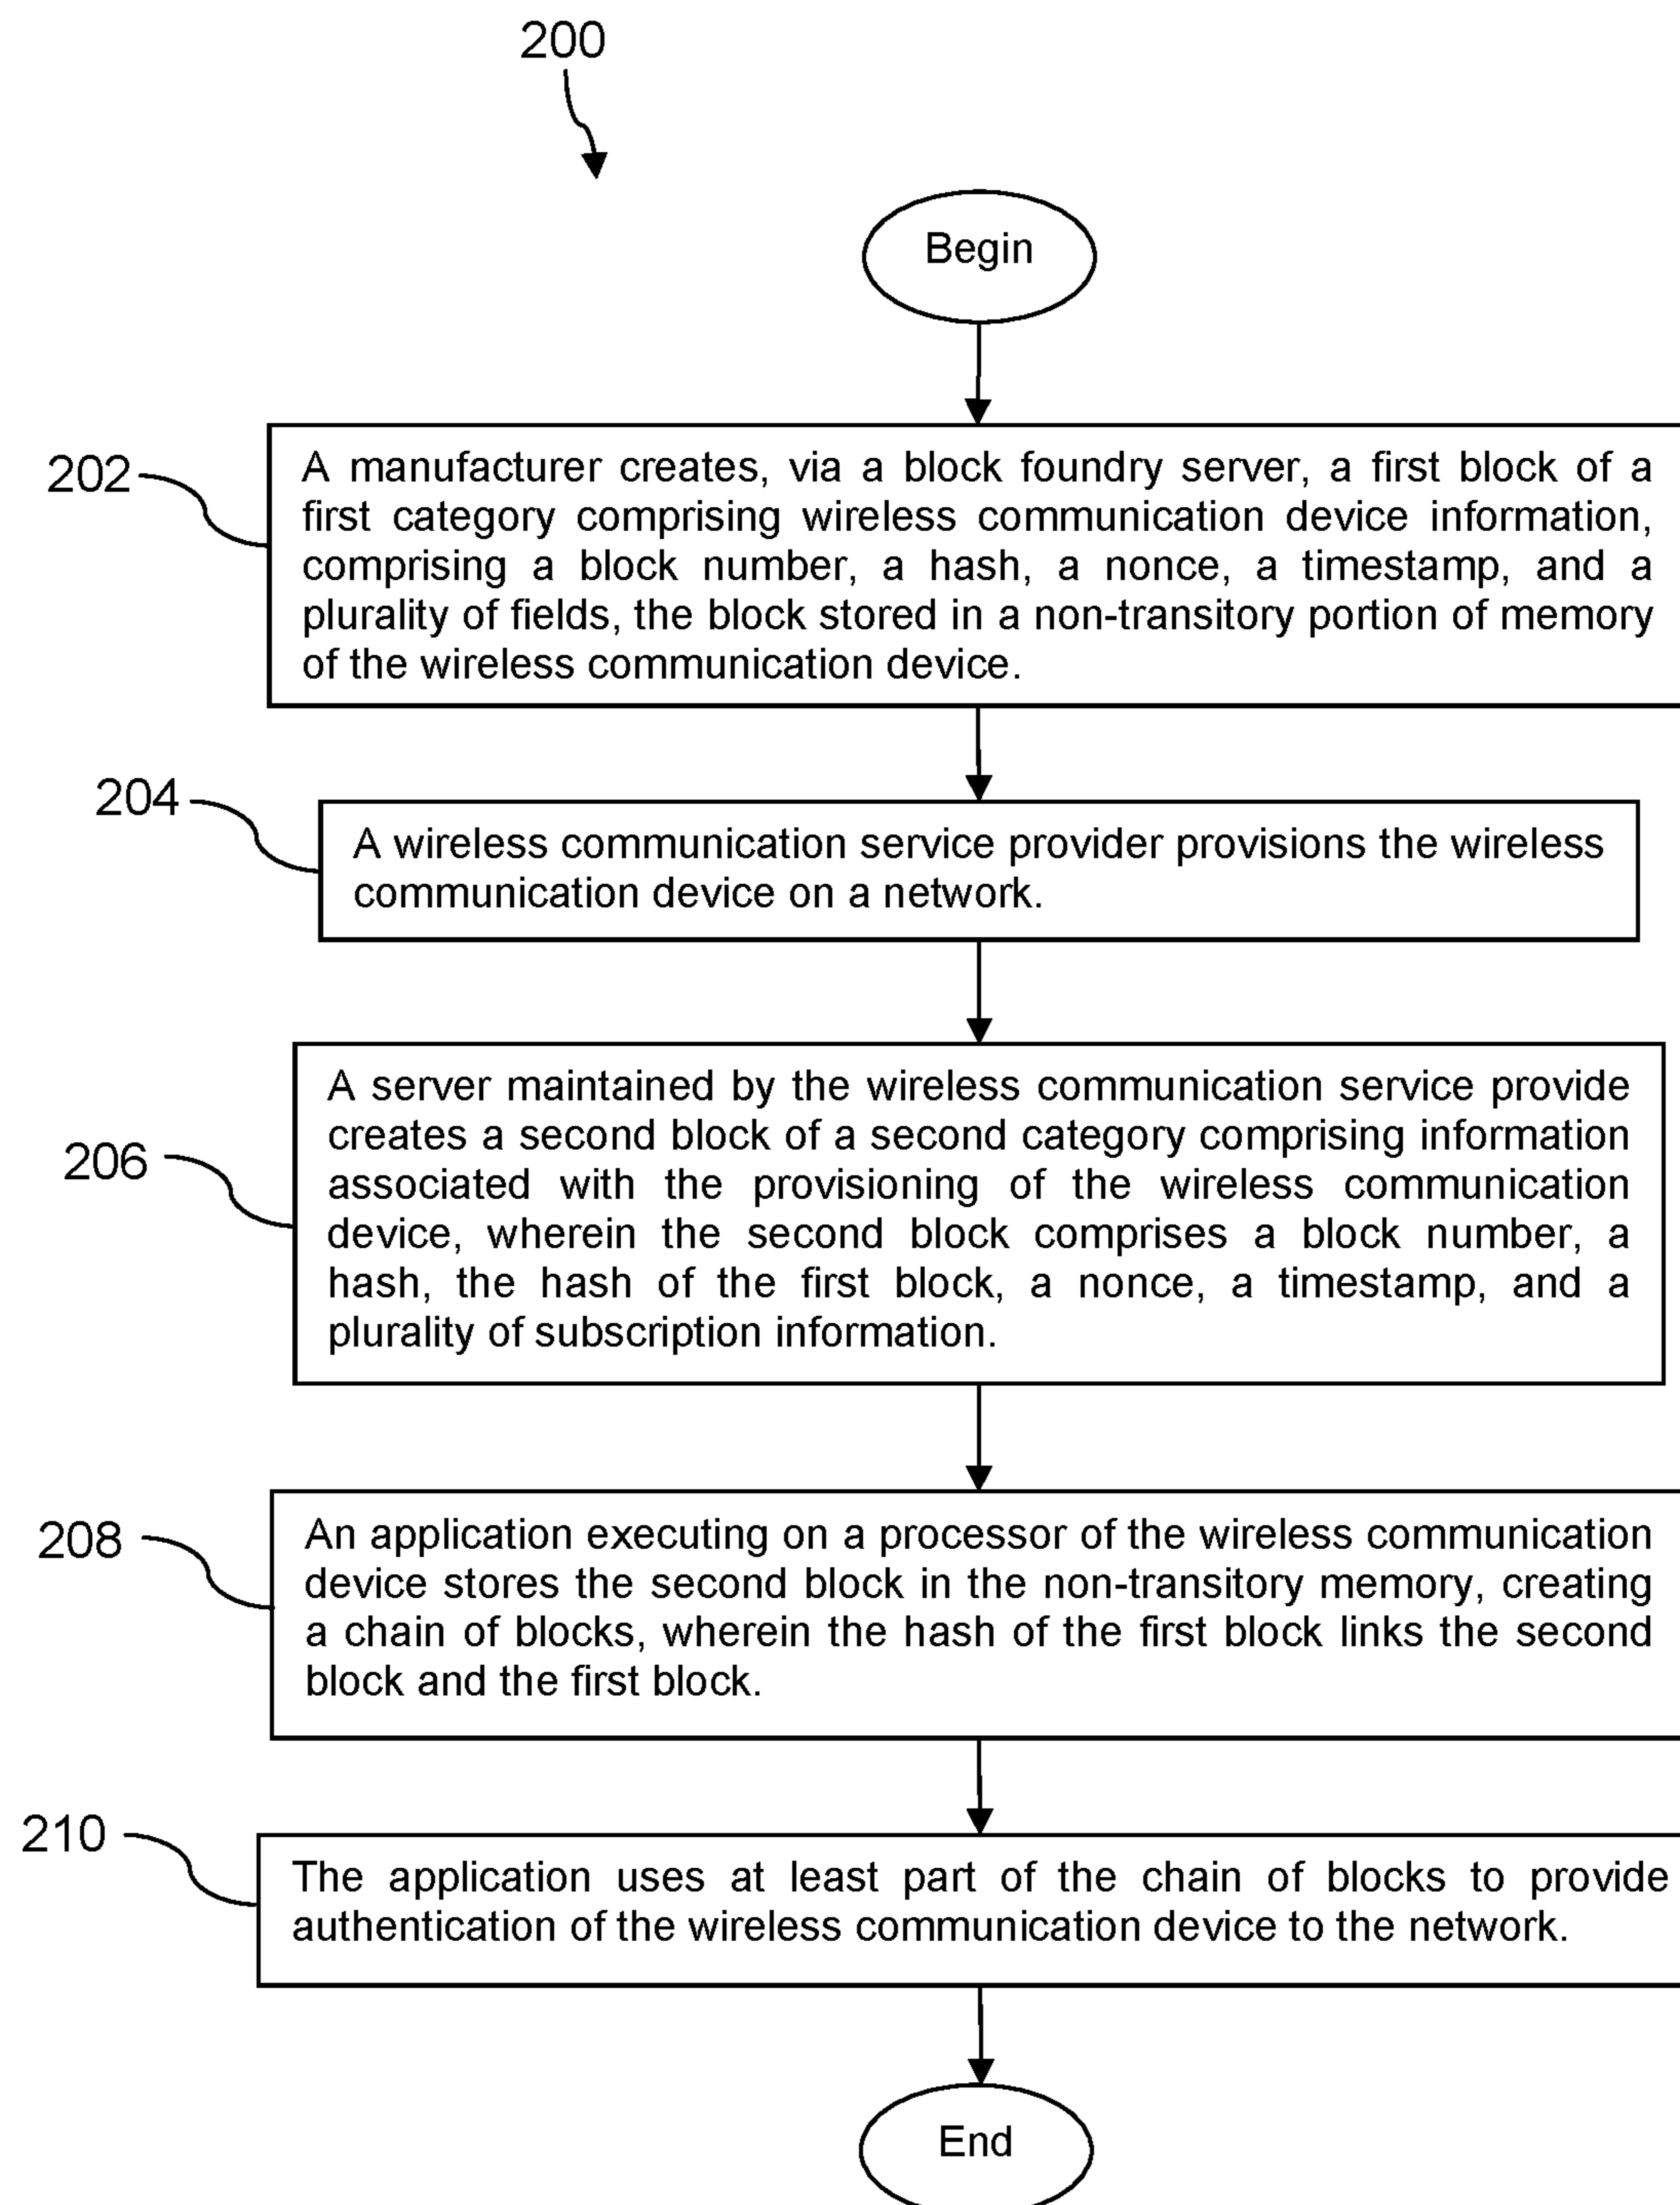 200
Begin
202
A manufacturer creates, via a block foundry server, a first block of a
first category comprising wireless communication device information,
comprising a block number, a hash, a nonce, a timestamp, and a
plurality of fields, the block stored in a non-transitory portion of memory
of the wireless communication device.
204
A wireless communication service provider provisions the wireless
communication device on a network.
206
A server maintained by the wireless communication service provide
creates a second block of a second category comprising information
associated with the provisioning of the wireless communication
device, wherein the second block comprises a block number, a
hash, the hash of the first block, a nonce, a timestamp, and a
plurality of subscription information.
208
An application executing on a processor of the wireless communication
device stores the second block in the non-transitory memory, creating
a chain of blocks, wherein the hash of the first block links the second
block and the first block.
210
The application uses at least part of the chain of blocks to provide
authentication of the wireless communication device to the network.
End